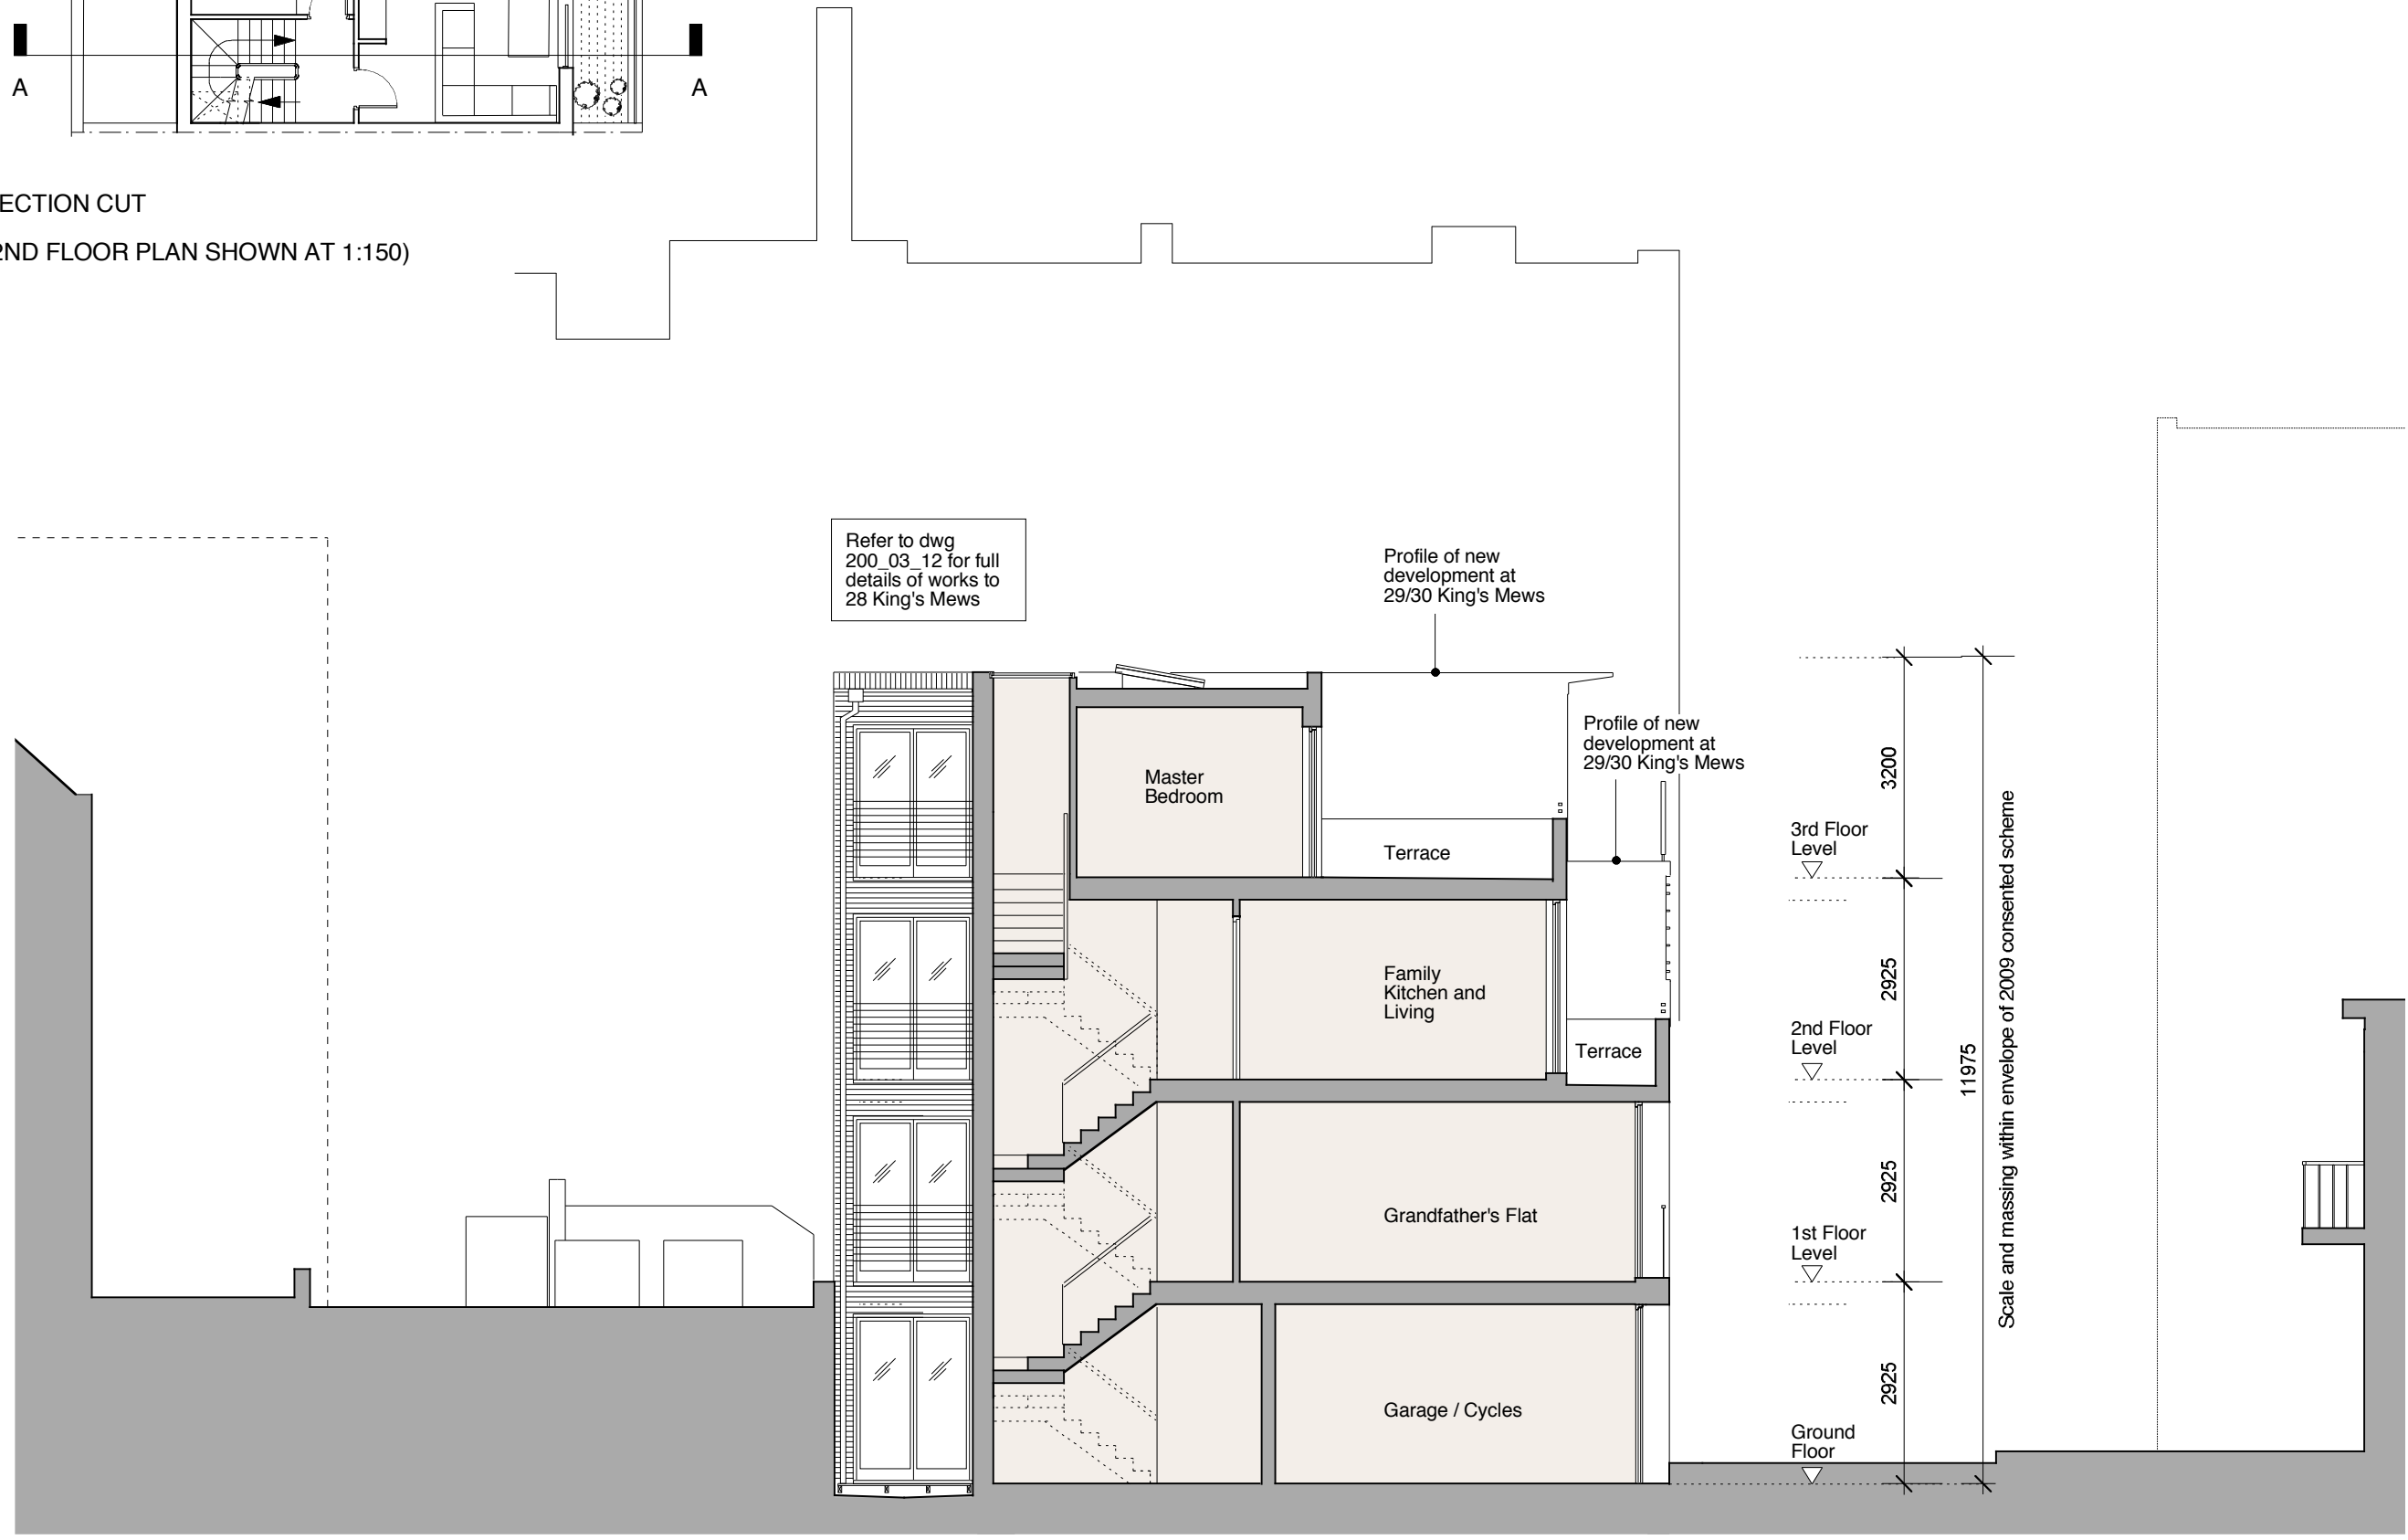 A
A
ECTION CUT
2ND FLOOR PLAN SHOWN AT 1:150)
Refer to dwg
200_03_12 for full
details of works to
28 King's Mews
Profile of new
development at
29/30 King's Mews
Profile of new
development at
29/30 King's Mews
Master
Bedroom
Terrace
Family
Kitchen and
Living
Terrace
Grandfather's Flat
Garage / Cycles
3rd Floor
Level
2nd Floor
Level
1st Floor
Level
Ground
Floor
3200
2925
2925
2925
11975
Scale and massing within envelope of 2009 consented scheme